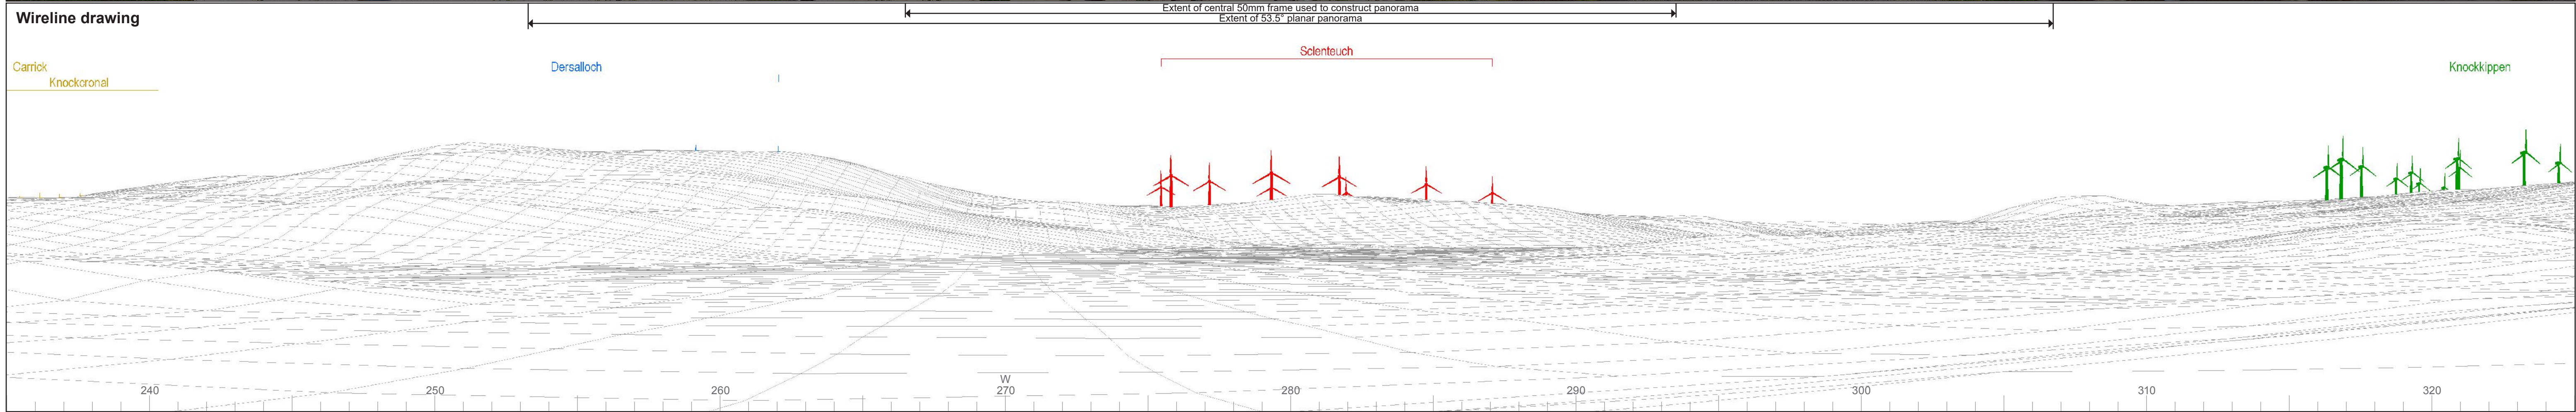 Wireline drawing
Extent of central 50mm frame used to construct panorama
Extent of 53.5° planar panorama
Sclenteuch
Carrick
Dersalloch
Knockkippen
Knockcronal
W
240 250 260 270 280 290 300 310 320